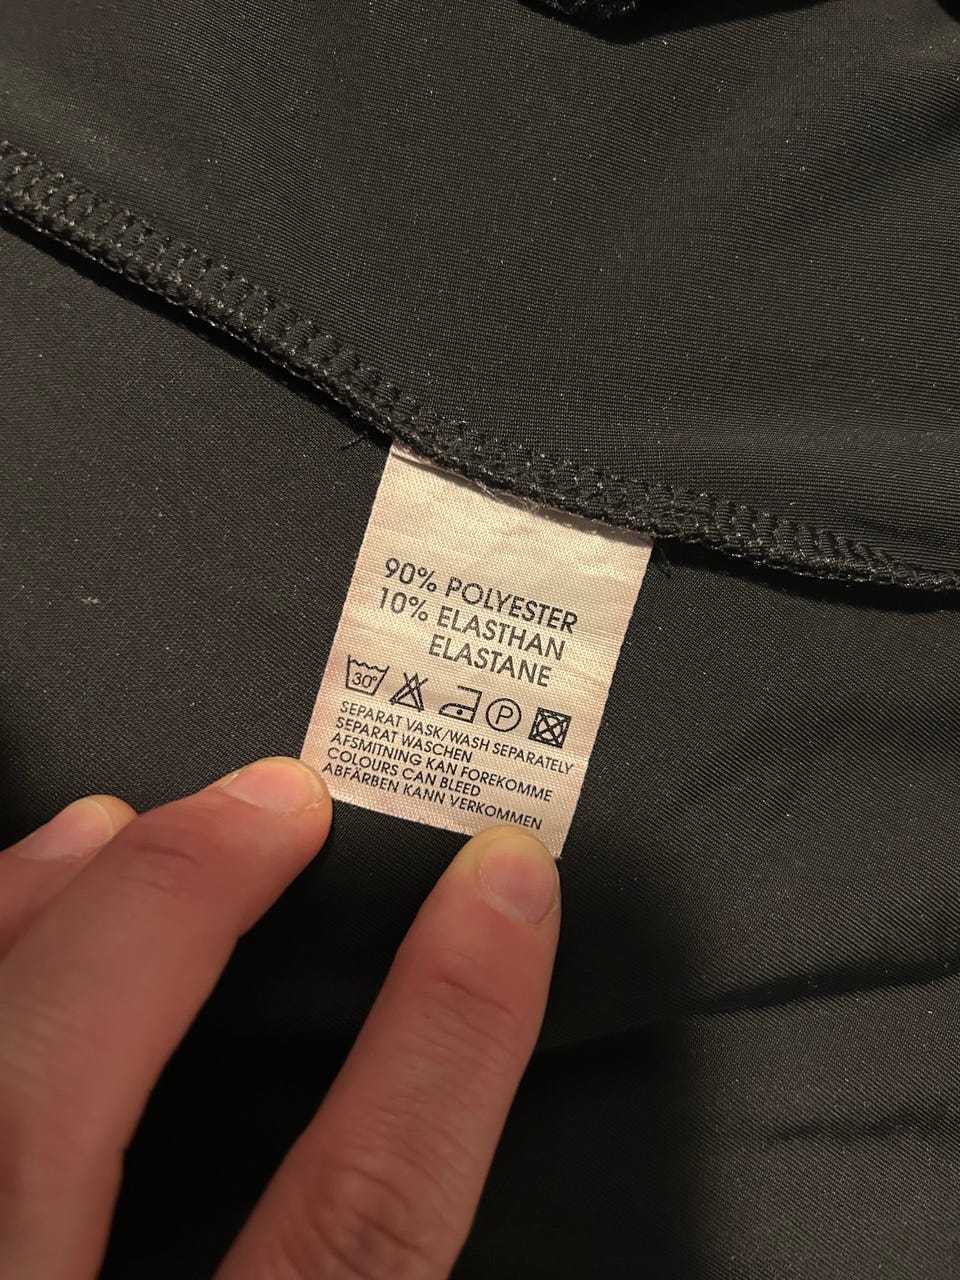 90% POLYESTER
10% ELASTHAN
ELASTANE
30° P
SEPARAT VASK/WASH SEPARATELY
SEPARAT WASCHEN
AFSMITNING KAN FOREKOMME
COLOURS CAN BLEED
ABFÄRBEN KANN VERKOMMEN